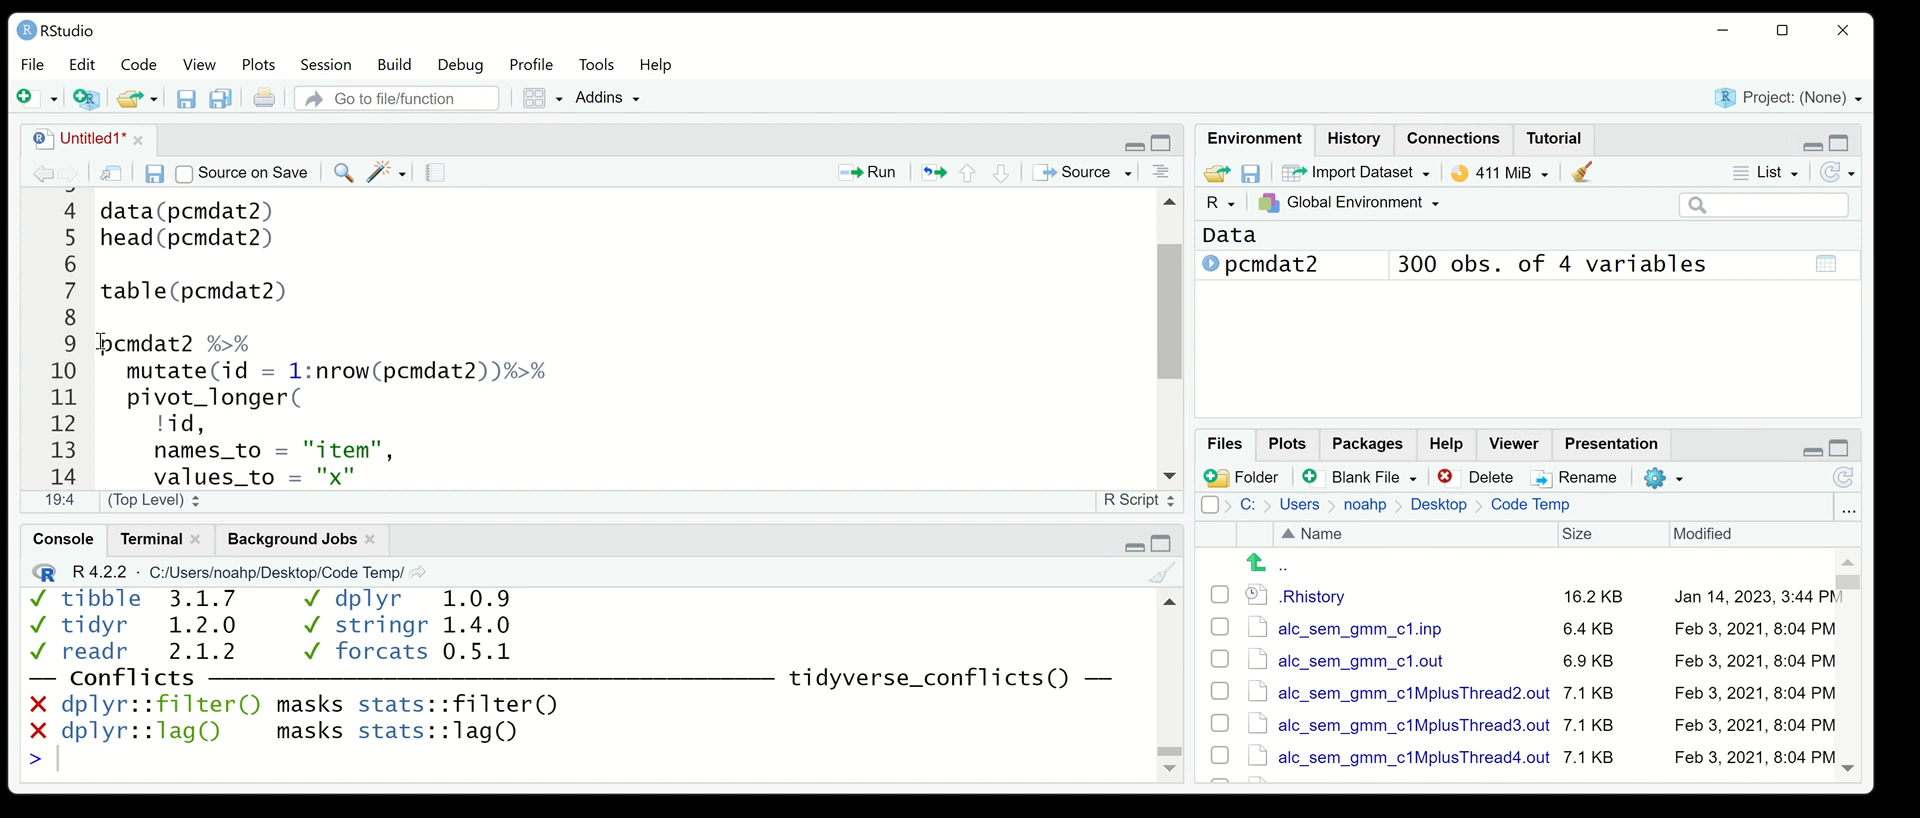 RStudio
File Edit Code View Plots Session Build Debug Profile Tools Help
Go to file/function Addins Project: (None)
Untitled1*
Source on Save Run Source
4 data(pcmdat2)
5 head(pcmdat2)
6
7 table(pcmdat2)
8
9 pcmdat2 %>%
10 mutate(id = 1:nrow(pcmdat2))%>%
11 pivot_longer(
12 !id,
13 names_to = "item",
14 values_to = "x"
19:4 (Top Level) R Script
Console Terminal Background Jobs
R 4.2.2 · C:/Users/noahp/Desktop/Code Temp/
✓ tibble 3.1.7 ✓ dplyr 1.0.9
✓ tidyr 1.2.0 ✓ stringr 1.4.0
✓ readr 2.1.2 ✓ forcats 0.5.1
── Conflicts ────────────────────────── tidyverse_conflicts() ──
✖ dplyr::filter() masks stats::filter()
✖ dplyr::lag() masks stats::lag()
>
Environment History Connections Tutorial
Import Dataset 411 MiB List
R Global Environment
Data
pcmdat2 300 obs. of 4 variables
Files Plots Packages Help Viewer Presentation
Folder Blank File Delete Rename
C: Users noahp Desktop Code Temp ...
Name Size Modified
..
.Rhistory 16.2 KB Jan 14, 2023, 3:44 PM
alc_sem_gmm_c1.inp 6.4 KB Feb 3, 2021, 8:04 PM
alc_sem_gmm_c1.out 6.9 KB Feb 3, 2021, 8:04 PM
alc_sem_gmm_c1MplusThread2.out 7.1 KB Feb 3, 2021, 8:04 PM
alc_sem_gmm_c1MplusThread3.out 7.1 KB Feb 3, 2021, 8:04 PM
alc_sem_gmm_c1MplusThread4.out 7.1 KB Feb 3, 2021, 8:04 PM